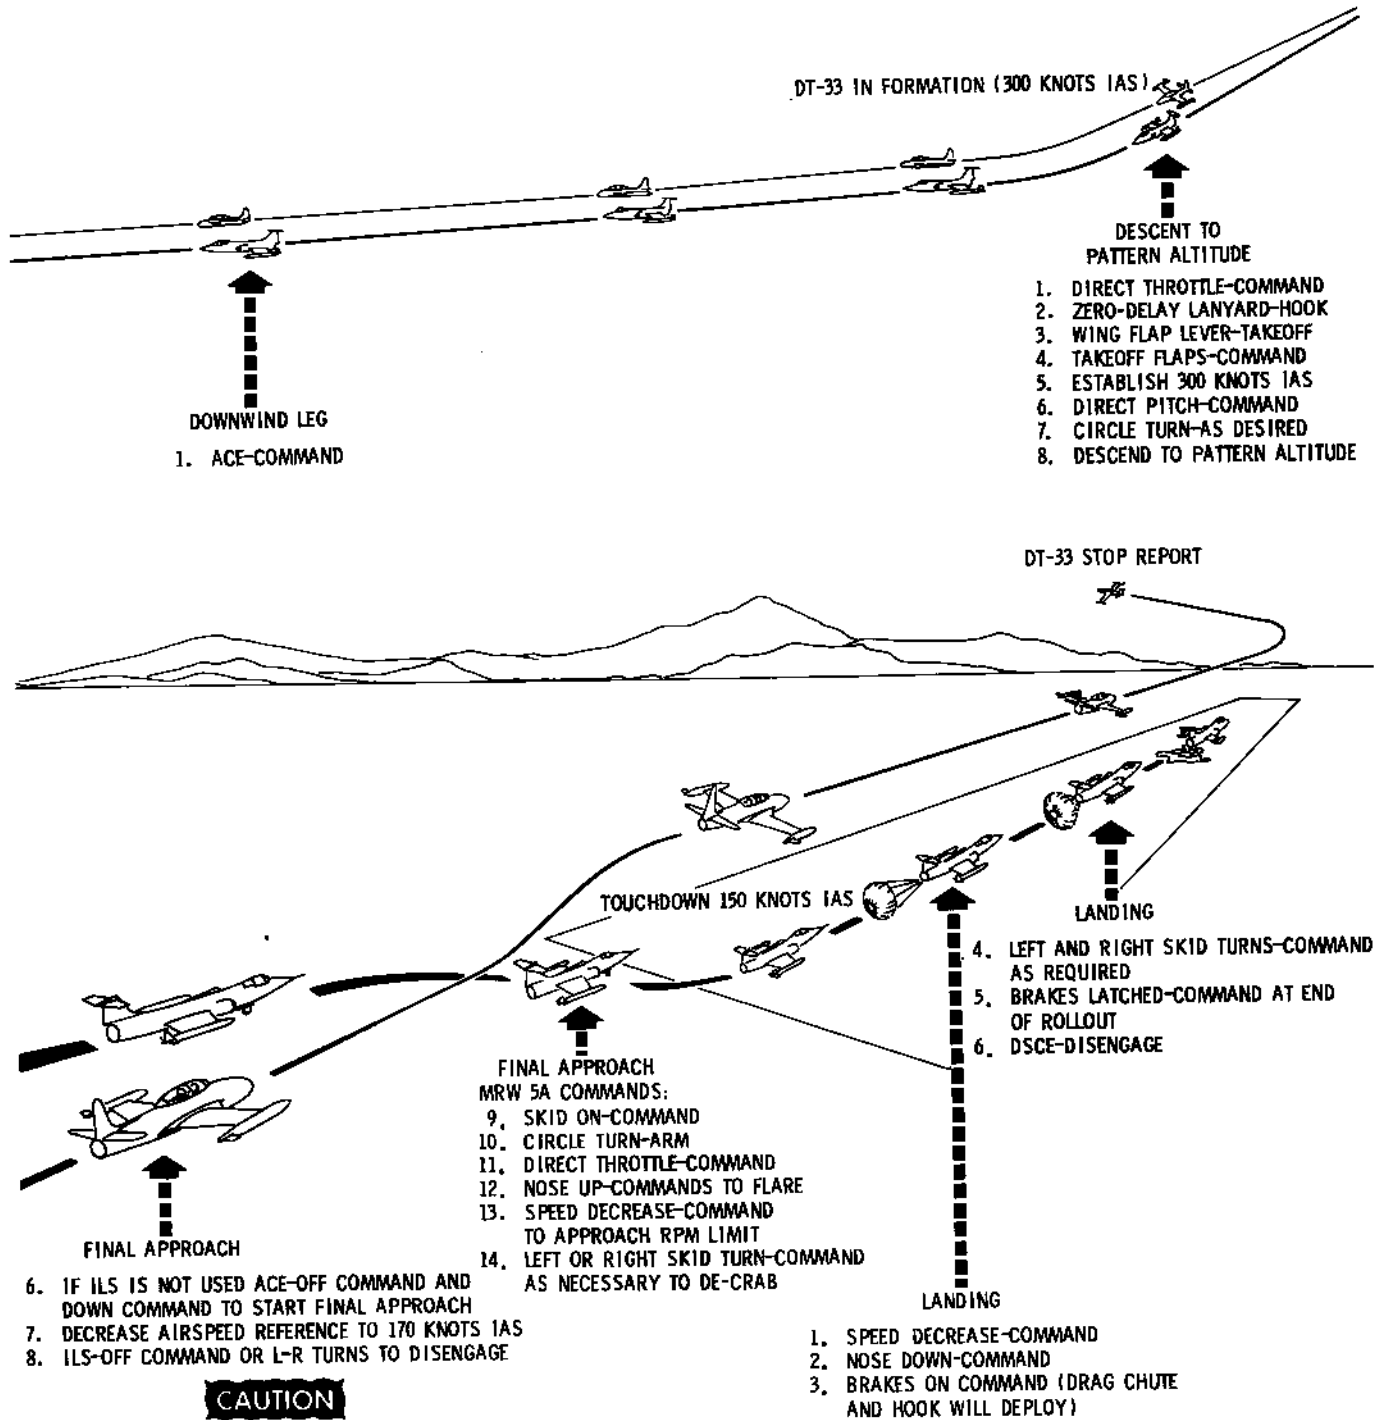 DT-33 IN FORMATION (300 KNOTS IAS)
DESCENT TO
PATTERN ALTITUDE
1. DIRECT THROTTLE-COMMAND
2. ZERO-DELAY LANYARD-HOOK
3. WING FLAP LEVER-TAKEOFF
4. TAKEOFF FLAPS-COMMAND
5. ESTABLISH 300 KNOTS IAS
6. DIRECT PITCH-COMMAND
7. CIRCLE TURN-AS DESIRED
8. DESCEND TO PATTERN ALTITUDE
DOWNWIND LEG
1. ACE-COMMAND
DT-33 STOP REPORT
TOUCHDOWN 150 KNOTS IAS
LANDING
4. LEFT AND RIGHT SKID TURNS-COMMAND
AS REQUIRED
5. BRAKES LATCHED-COMMAND AT END
OF ROLLOUT
6. DSCE-DISENGAGE
FINAL APPROACH
MRW 5A COMMANDS:
9. SKID ON-COMMAND
10. CIRCLE TURN-ARM
11. DIRECT THROTTLE-COMMAND
12. NOSE UP-COMMANDS TO FLARE
13. SPEED DECREASE-COMMAND
TO APPROACH RPM LIMIT
14. LEFT OR RIGHT SKID TURN-COMMAND
AS NECESSARY TO DE-CRAB
FINAL APPROACH
6. IF ILS IS NOT USED ACE-OFF COMMAND AND
DOWN COMMAND TO START FINAL APPROACH
7. DECREASE AIRSPEED REFERENCE TO 170 KNOTS IAS
8. ILS-OFF COMMAND OR L-R TURNS TO DISENGAGE
CAUTION
LANDING
1. SPEED DECREASE-COMMAND
2. NOSE DOWN-COMMAND
3. BRAKES ON COMMAND (DRAG CHUTE
AND HOOK WILL DEPLOY)